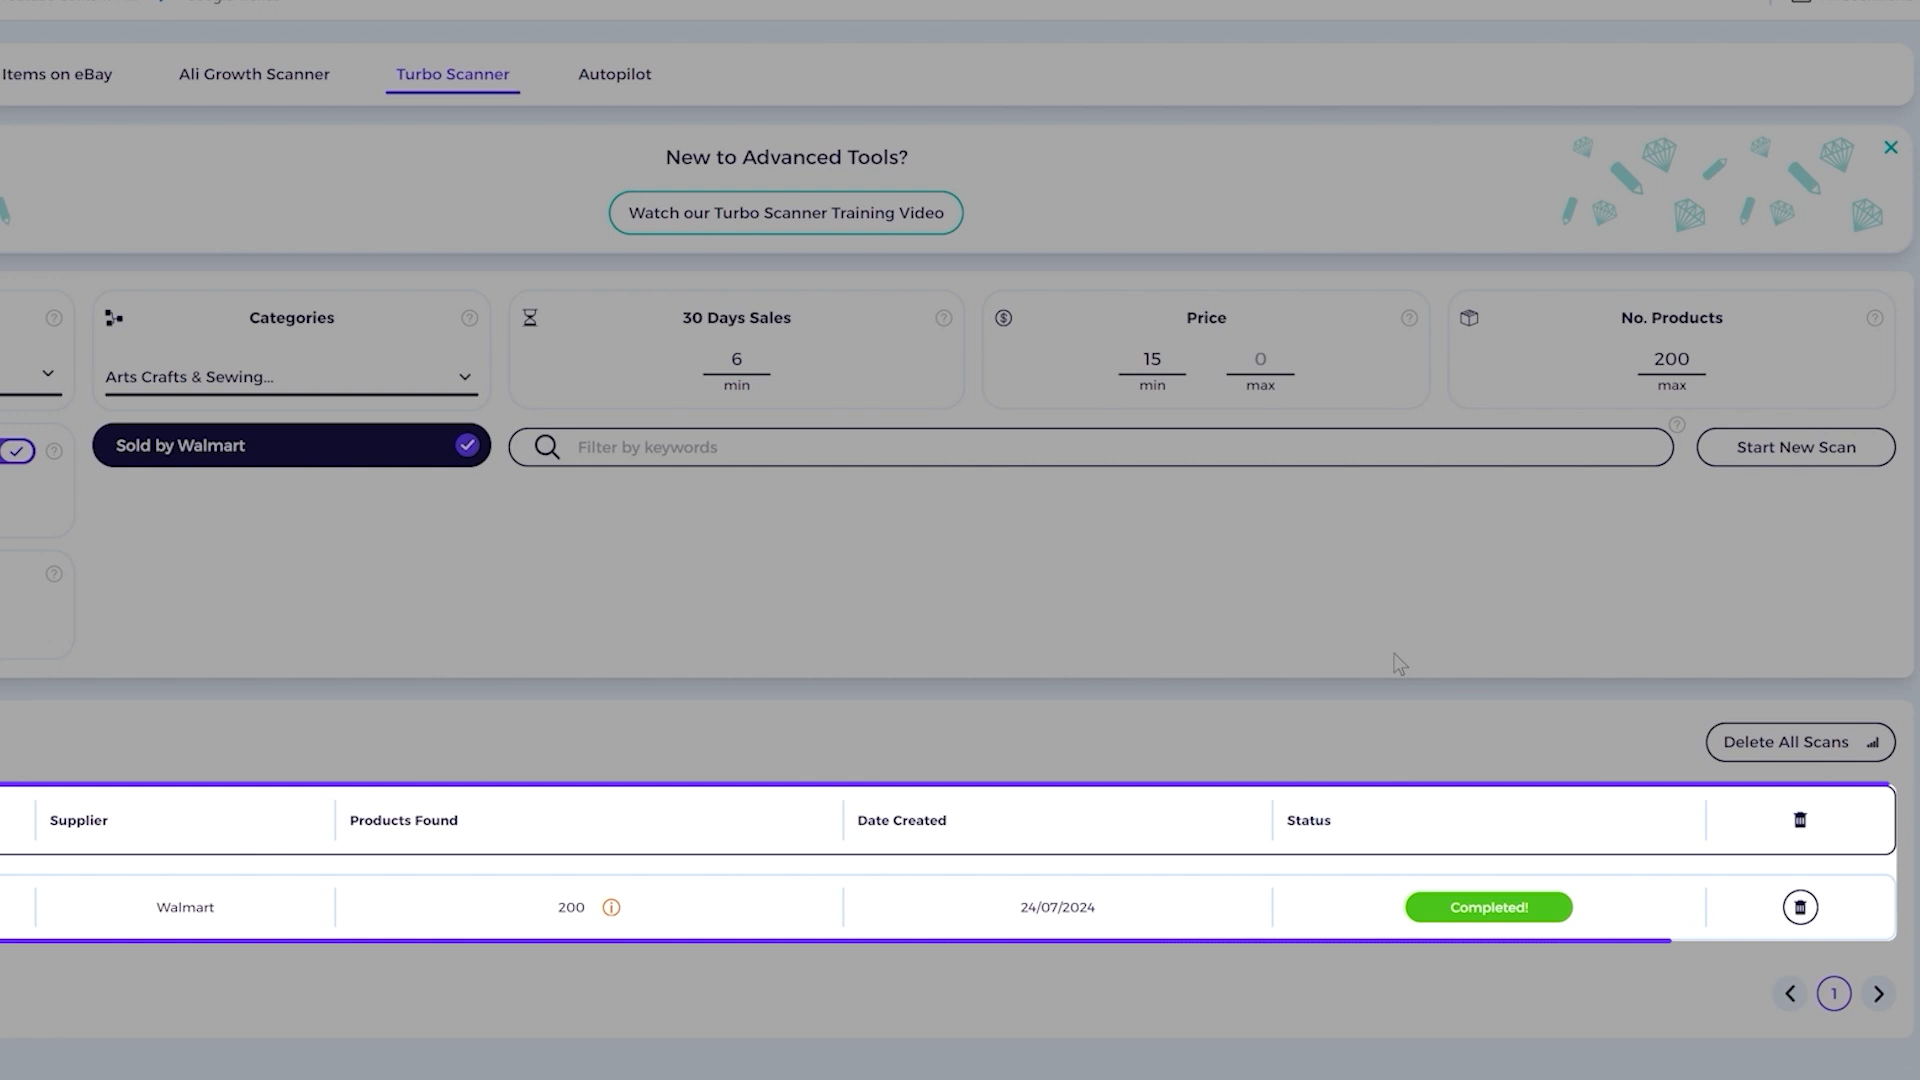 Items on eBay
Ali Growth Scanner
Turbo Scanner
Autopilot
New to Advanced Tools?
Watch our Turbo Scanner Training Video
Categories
30 Days Sales
Price
No. Products
Arts Crafts & Sewing...
6
min
15
min
0
max
200
max
Sold by Walmart
Filter by keywords
Start New Scan
Delete All Scans
Supplier
Products Found
Date Created
Status
Walmart
200
24/07/2024
Completed!
1